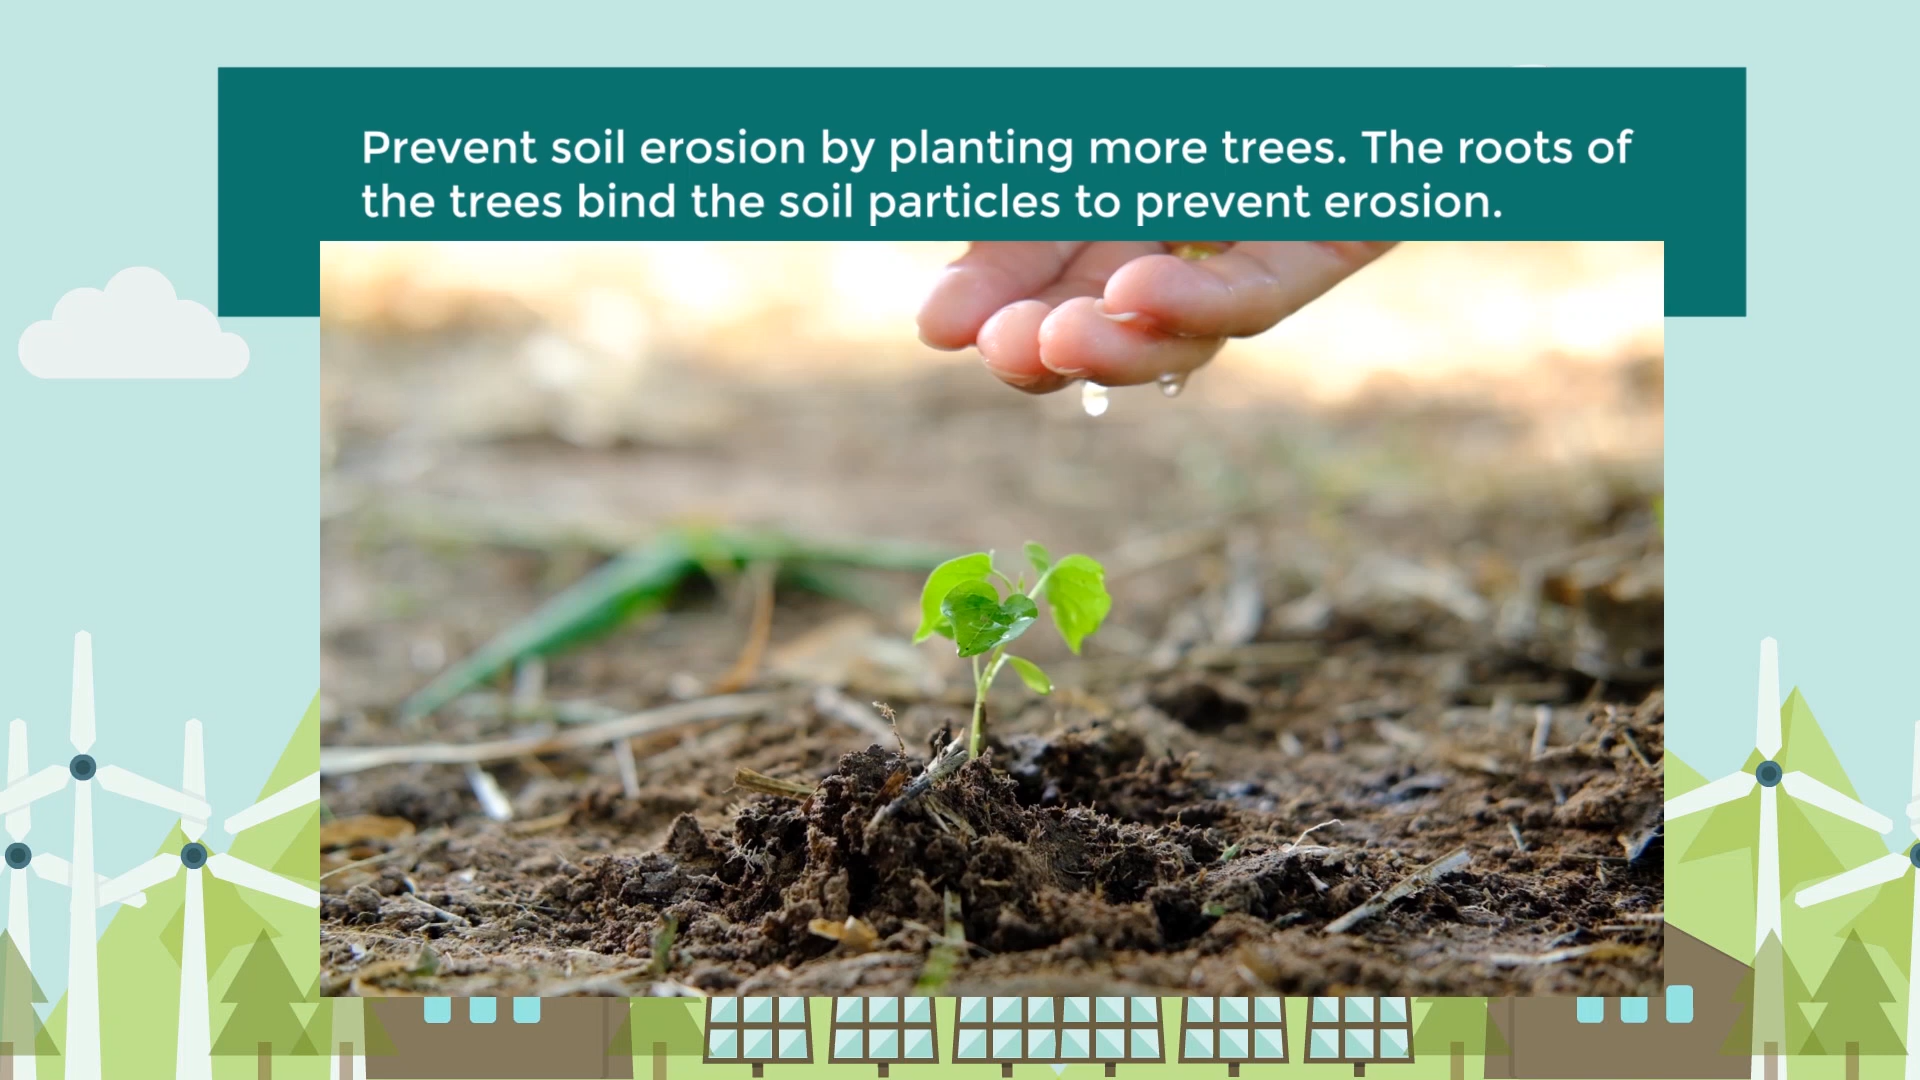 Prevent soil erosion by planting more trees. The roots of
the trees bind the soil particles to prevent erosion.